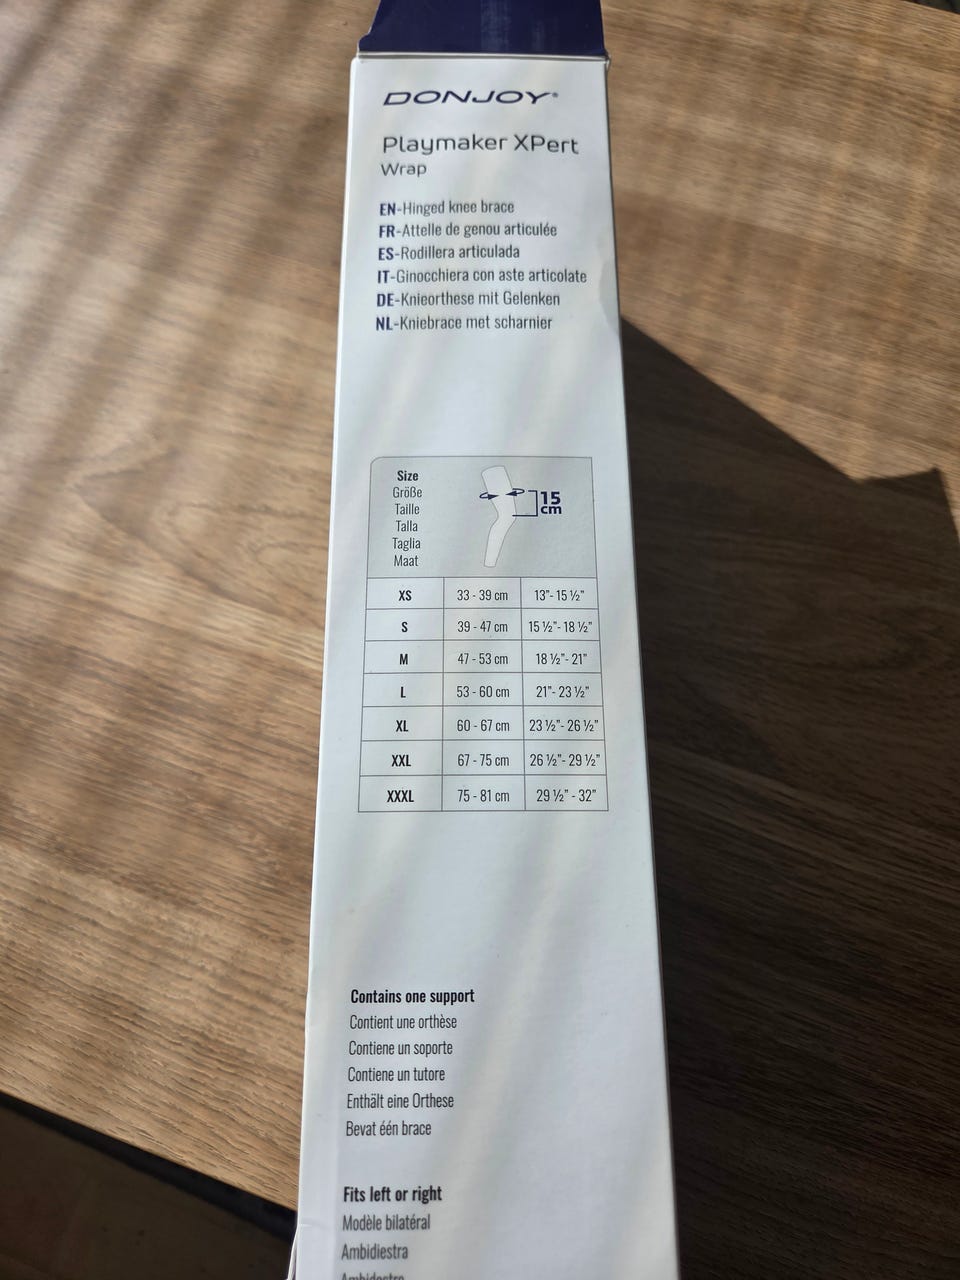 DONJOY®
Playmaker XPert
Wrap
EN-Hinged knee brace
FR-Attelle de genou articulée
ES-Rodillera articulada
IT-Ginocchiera con aste articolate
DE-Knieorthese mit Gelenken
NL-Kniebrace met scharnier
Size
Größe
Taille
Talla
Taglia
Maat
15
cm
XS 33 - 39 cm 13”- 15 ½”
S 39 - 47 cm 15 ½”- 18 ½”
M 47 - 53 cm 18 ½”- 21”
L 53 - 60 cm 21”- 23 ½”
XL 60 - 67 cm 23 ½”- 26 ½”
XXL 67 - 75 cm 26 ½”- 29 ½”
XXXL 75 - 81 cm 29 ½” - 32”
Contains one support
Contient une orthèse
Contiene un soporte
Contiene un tutore
Enthält eine Orthese
Bevat één brace
Fits left or right
Modèle bilatéral
Ambidiestra
Ambidestro